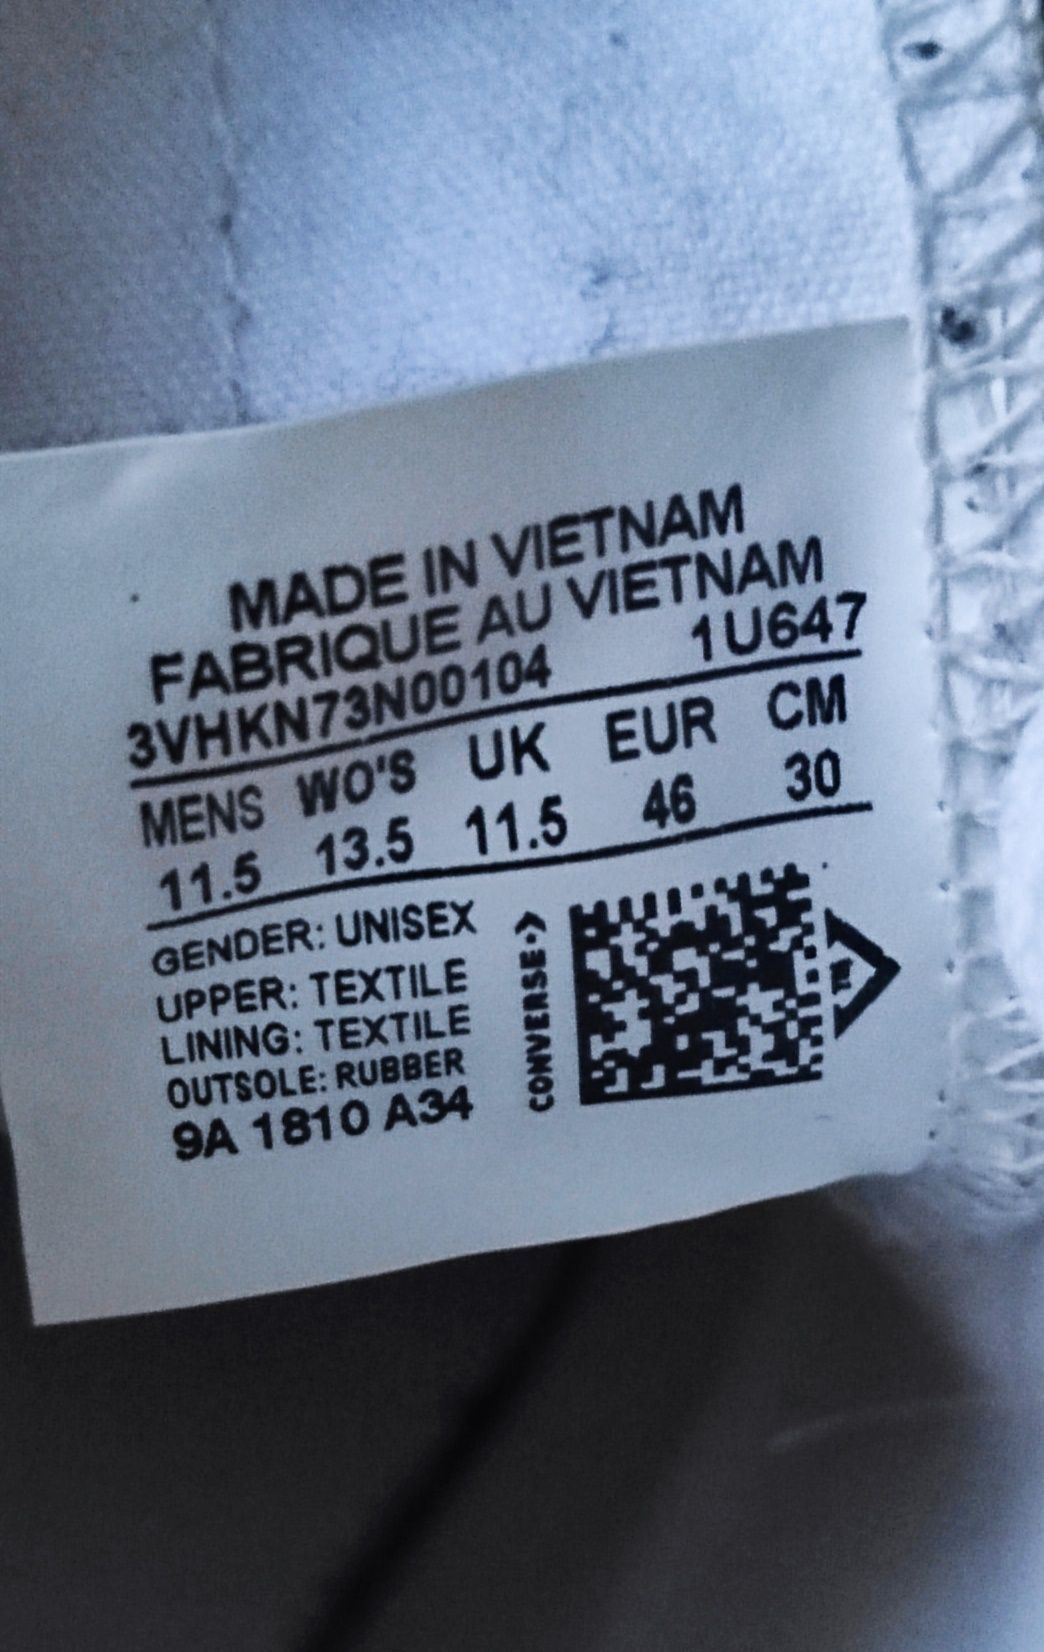 MADE IN VIETNAM
FABRIQUE AU VIETNAM
3VHKN73N00104 1U647
MENS WO'S UK EUR CM
11.5 13.5 11.5 46 30
GENDER: UNISEX
UPPER: TEXTILE
LINING: TEXTILE
OUTSOLE: RUBBER
9A 1810 A34
CONVERSE